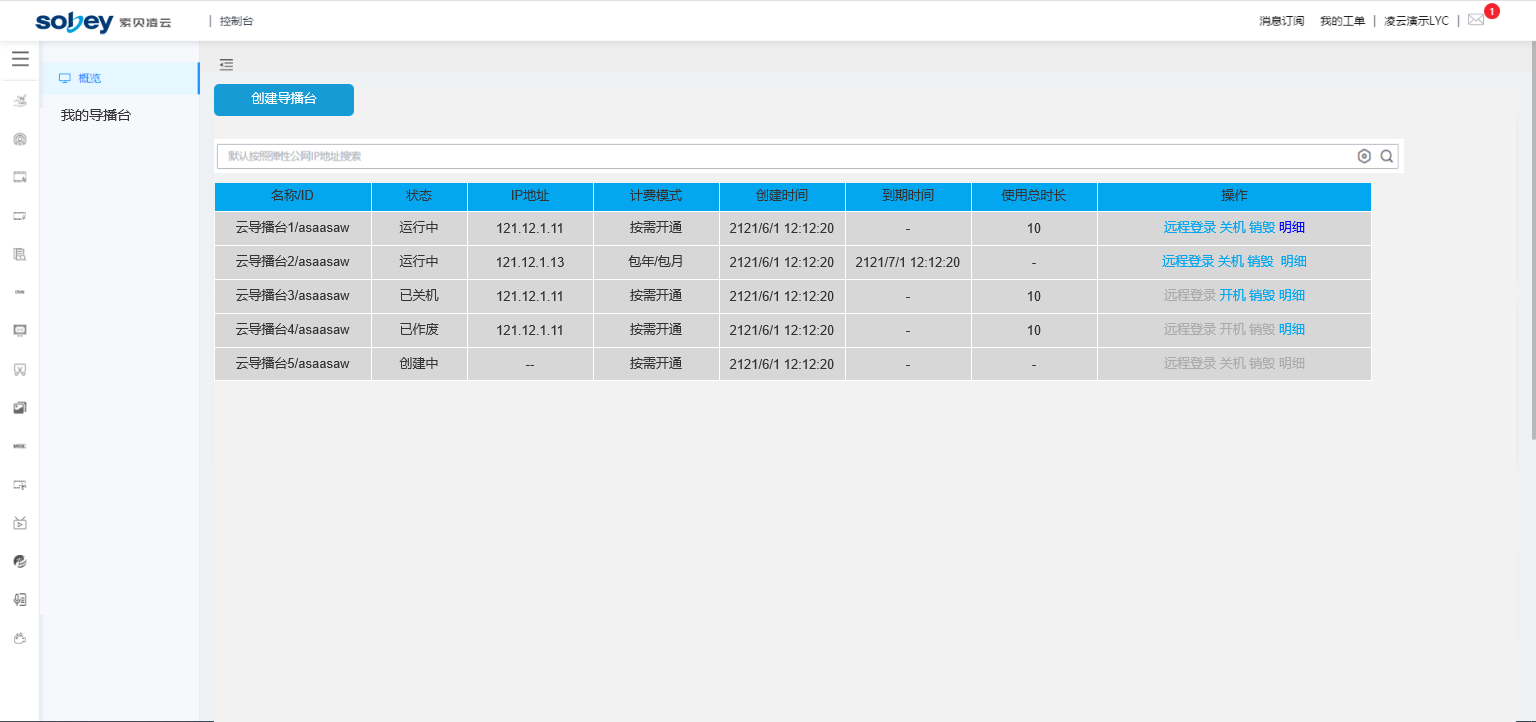 sobey 索贝凌云 | 控制台 消息订阅 我的工单 | 凌云演示LYC | 1
概览
我的导播台
创建导播台
默认按照弹性公网IP地址搜索
名称/ID 状态 IP地址 计费模式 创建时间 到期时间 使用总时长 操作
云导播台1/asaasaw 运行中 121.12.1.11 按需开通 2121/6/1 12:12:20 - 10 远程登录 关机 销毁 明细
云导播台2/asaasaw 运行中 121.12.1.13 包年/包月 2121/6/1 12:12:20 2121/7/1 12:12:20 - 远程登录 关机 销毁 明细
云导播台3/asaasaw 已关机 121.12.1.11 按需开通 2121/6/1 12:12:20 - 10 远程登录 开机 销毁 明细
云导播台4/asaasaw 已作废 121.12.1.11 按需开通 2121/6/1 12:12:20 - 10 远程登录 开机 销毁 明细
云导播台5/asaasaw 创建中 -- 按需开通 2121/6/1 12:12:20 - - 远程登录 关机 销毁 明细